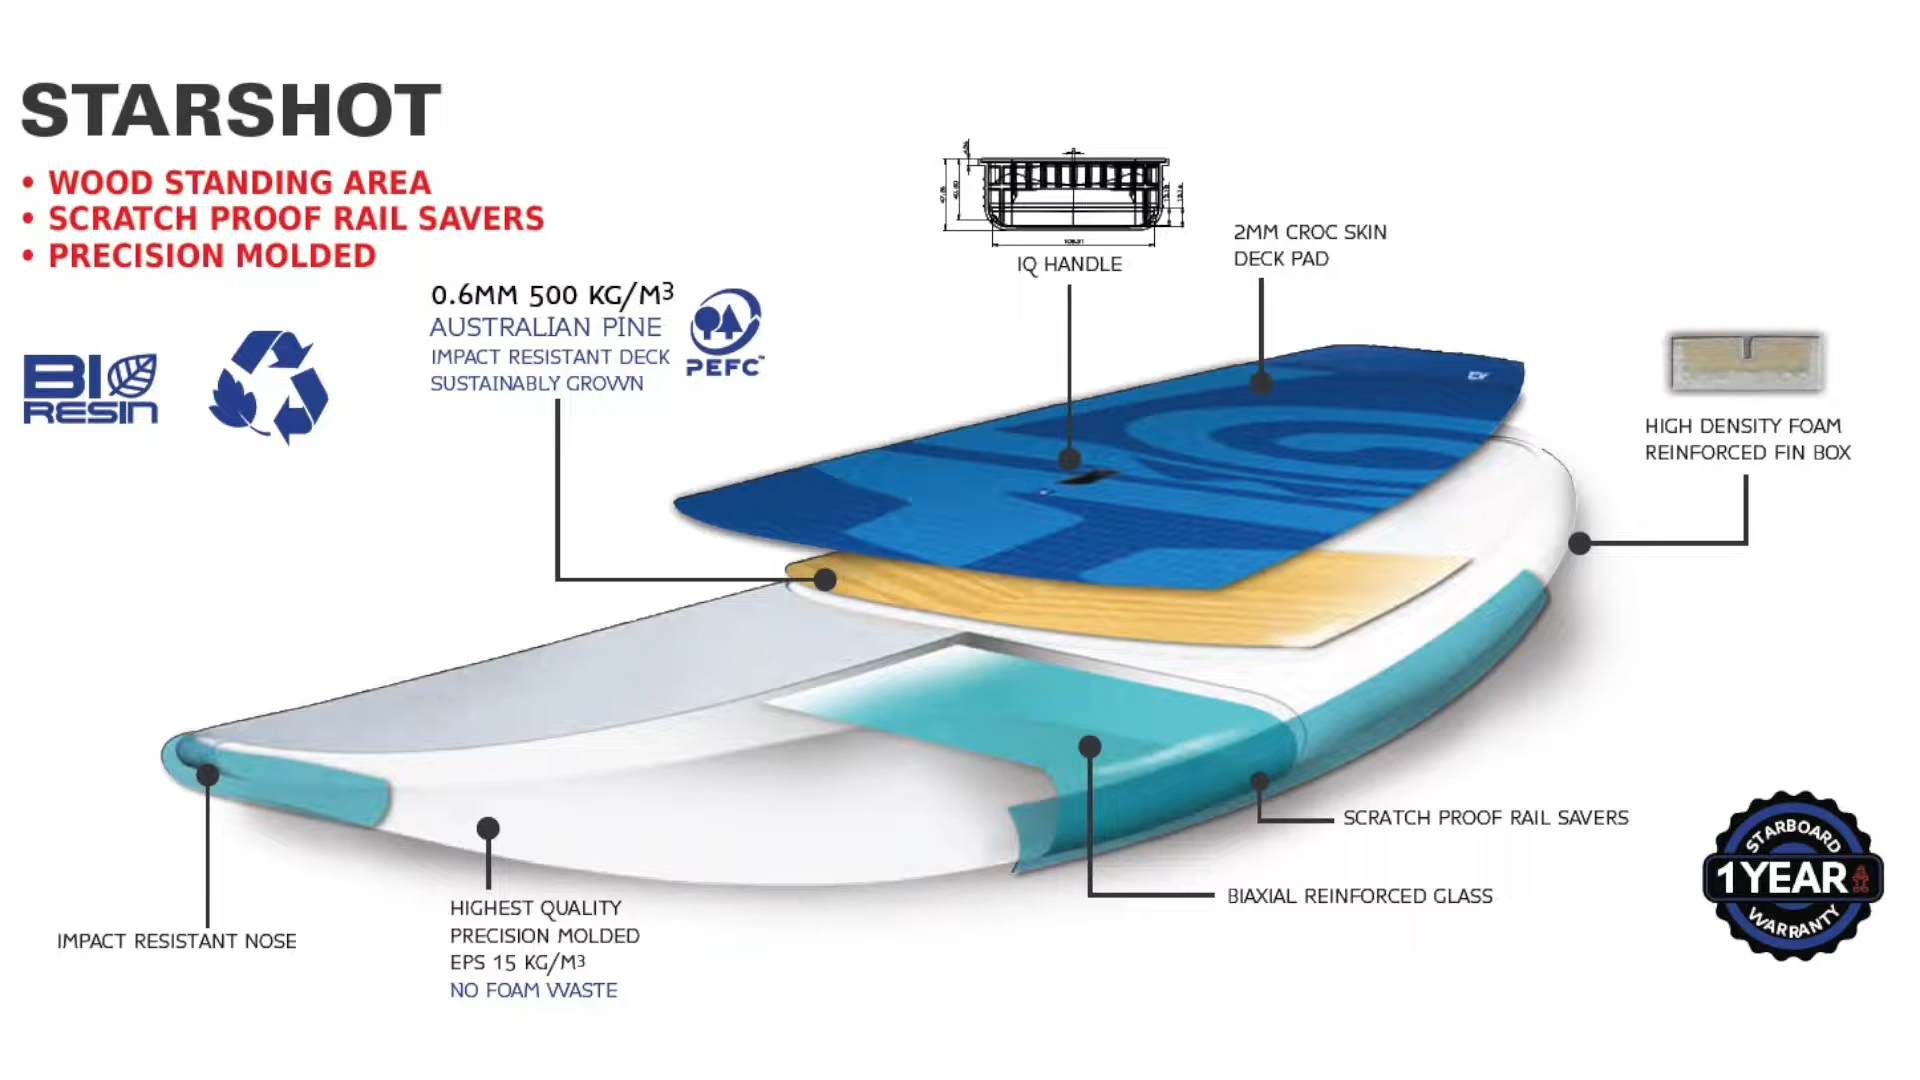 STARSHOT
• WOOD STANDING AREA
• SCRATCH PROOF RAIL SAVERS
• PRECISION MOLDED
BIO
RESIN
0.6MM 500 KG/M³
AUSTRALIAN PINE
IMPACT RESISTANT DECK
SUSTAINABLY GROWN
PEFC™
IQ HANDLE
2MM CROC SKIN
DECK PAD
HIGH DENSITY FOAM
REINFORCED FIN BOX
SCRATCH PROOF RAIL SAVERS
BIAXIAL REINFORCED GLASS
IMPACT RESISTANT NOSE
HIGHEST QUALITY
PRECISION MOLDED
EPS 15 KG/M³
NO FOAM WASTE
STARBOARD
1 YEAR
WARRANTY